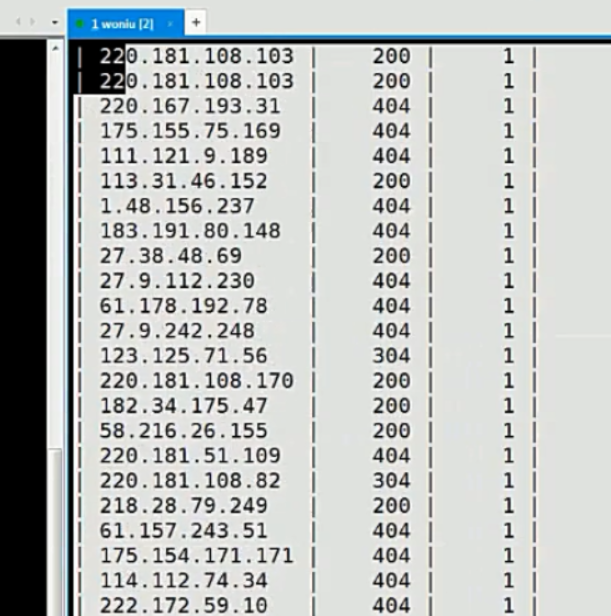 1 woniu [2] × +
| 220.181.108.103 | 200 | 1 |
| 220.181.108.103 | 200 | 1 |
| 220.167.193.31 | 404 | 1 |
| 175.155.75.169 | 404 | 1 |
| 111.121.9.189 | 404 | 1 |
| 113.31.46.152 | 200 | 1 |
| 1.48.156.237 | 404 | 1 |
| 183.191.80.148 | 404 | 1 |
| 27.38.48.69 | 200 | 1 |
| 27.9.112.230 | 404 | 1 |
| 61.178.192.78 | 404 | 1 |
| 27.9.242.248 | 404 | 1 |
| 123.125.71.56 | 304 | 1 |
| 220.181.108.170 | 200 | 1 |
| 182.34.175.47 | 200 | 1 |
| 58.216.26.155 | 200 | 1 |
| 220.181.51.109 | 404 | 1 |
| 220.181.108.82 | 304 | 1 |
| 218.28.79.249 | 200 | 1 |
| 61.157.243.51 | 404 | 1 |
| 175.154.171.171 | 404 | 1 |
| 114.112.74.34 | 404 | 1 |
| 222.172.59.10 | 404 | 1 |